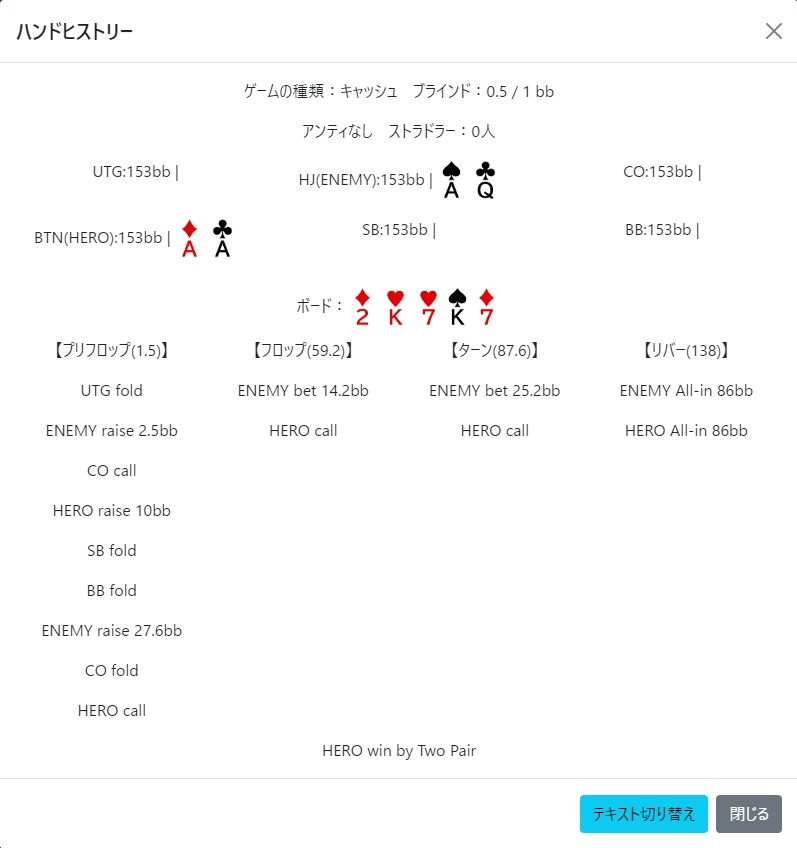 ハンドヒストリー
ゲームの種類：キャッシュ　ブラインド：0.5 / 1 bb
アンティなし　ストラドラー：0人
UTG:153bb | HJ(ENEMY):153bb | ♠A ♣Q CO:153bb |
BTN(HERO):153bb | ♦A ♣A SB:153bb | BB:153bb |
ボード： ♦2 ♥K ♥7 ♠K ♦7
【プリフロップ(1.5)】 【フロップ(59.2)】 【ターン(87.6)】 【リバー(138)】
UTG fold ENEMY bet 14.2bb ENEMY bet 25.2bb ENEMY All-in 86bb
ENEMY raise 2.5bb HERO call HERO call HERO All-in 86bb
CO call
HERO raise 10bb
SB fold
BB fold
ENEMY raise 27.6bb
CO fold
HERO call
HERO win by Two Pair
テキスト切り替え 閉じる